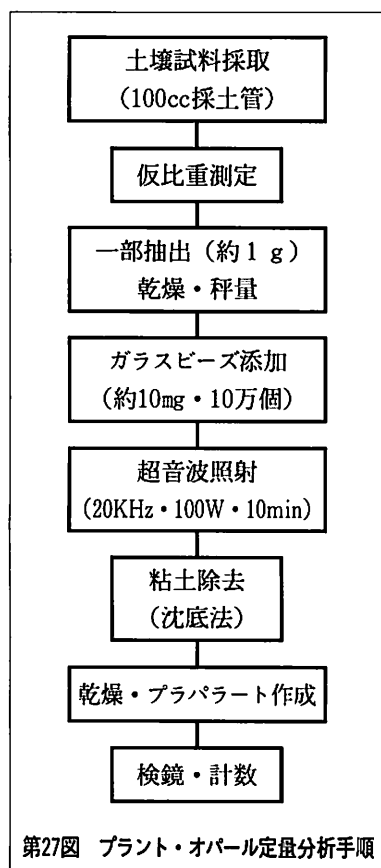 土壌試料採取
(100cc採土管)
仮比重測定
一部抽出(約1g)
乾燥・秤量
ガラスビーズ添加
(約10mg・10万個)
超音波照射
(20KHz・100W・10min)
粘土除去
(沈底法)
乾燥・プラパラート作成
検鏡・計数
第27図 プラント・オパール定量分析手順